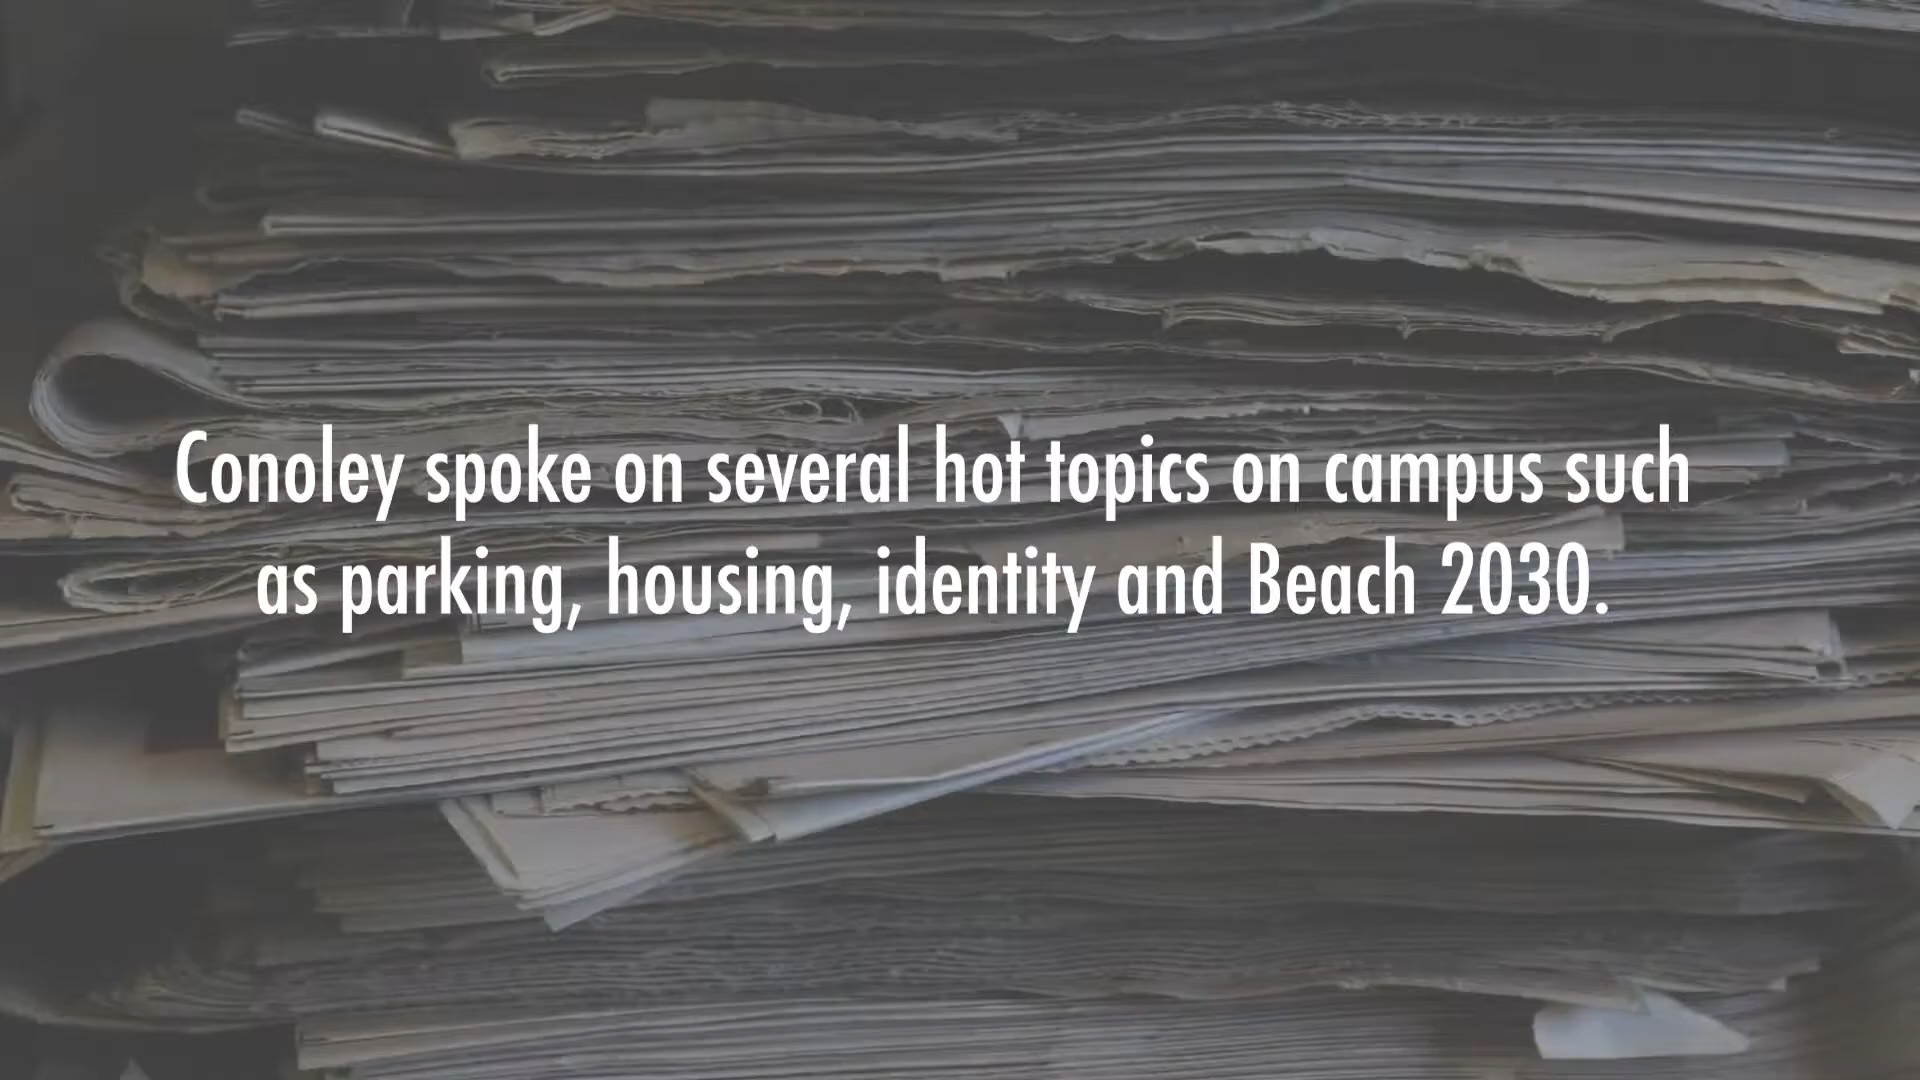 Conoley spoke on several hot topics on campus such
as parking, housing, identity and Beach 2030.